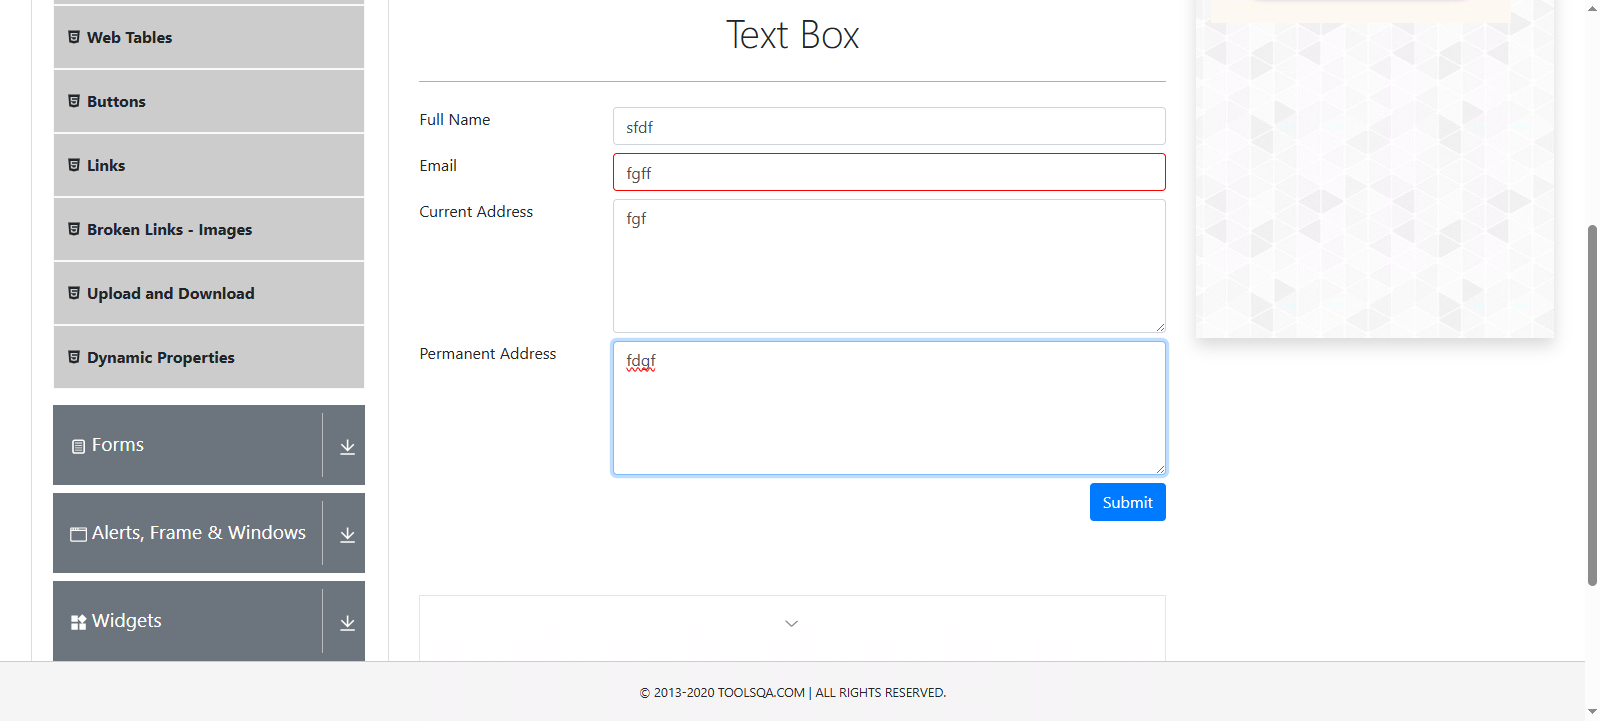 Web Tables
Buttons
Links
Broken Links - Images
Upload and Download
Dynamic Properties
Forms
Alerts, Frame & Windows
Widgets
Text Box
Full Name
sfdf
Email
fgff
Current Address
fgf
Permanent Address
fdgf
Submit
© 2013-2020 TOOLSQA.COM | ALL RIGHTS RESERVED.